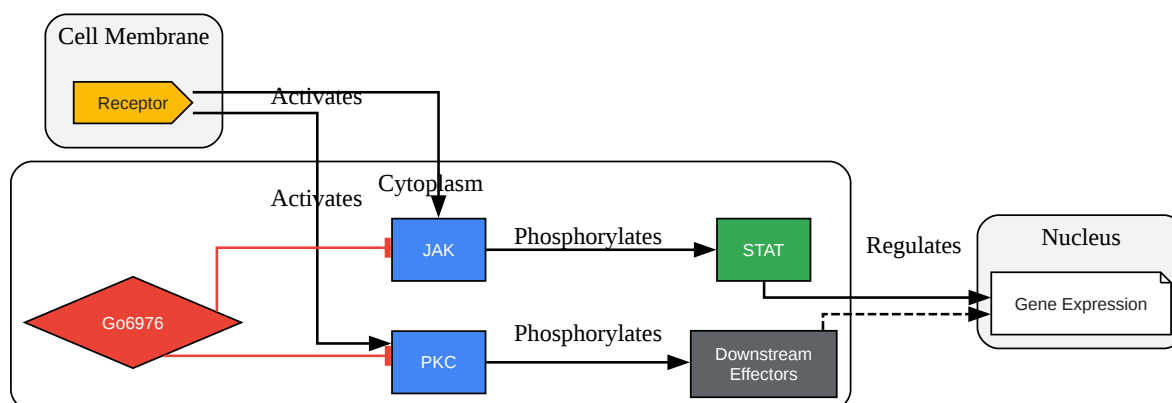 Cell Membrane
Receptor
Activates
Activates
Cytoplasm
JAK
Phosphorylates
STAT
Regulates
Nucleus
Gene Expression
Go6976
PKC
Phosphorylates
Downstream
Effectors